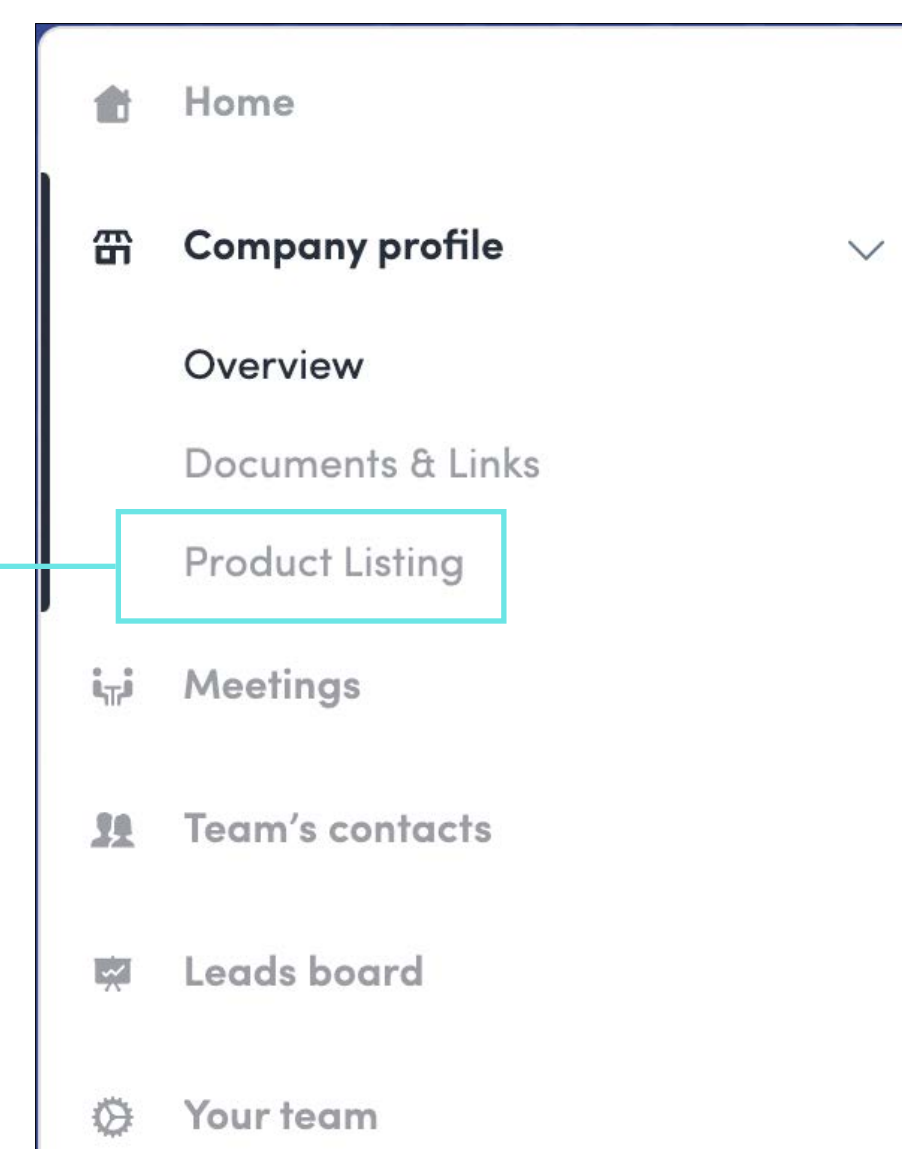 Home
Company profile
Overview
Documents & Links
Product Listing
Meetings
Team’s contacts
Leads board
Your team